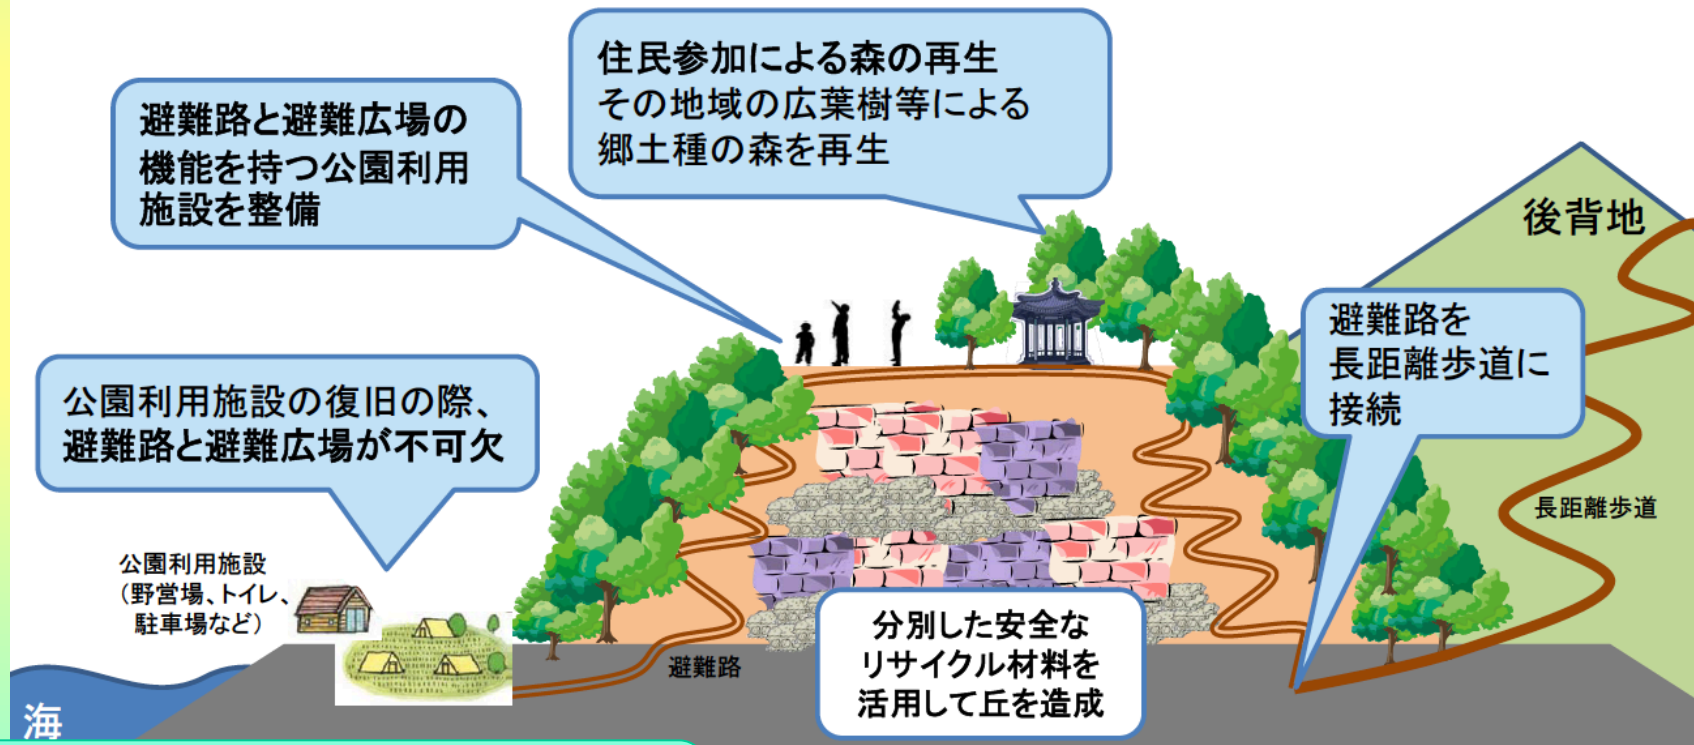 住民参加による森の再生
その地域の広葉樹等による
郷土種の森を再生
避難路と避難広場の
機能を持つ公園利用
施設を整備
後背地
避難路を
長距離歩道に
接続
公園利用施設の復旧の際、
避難路と避難広場が不可欠
長距離歩道
公園利用施設
（野営場、トイレ、
駐車場など）
分別した安全な
リサイクル材料を
活用して丘を造成
避難路
海